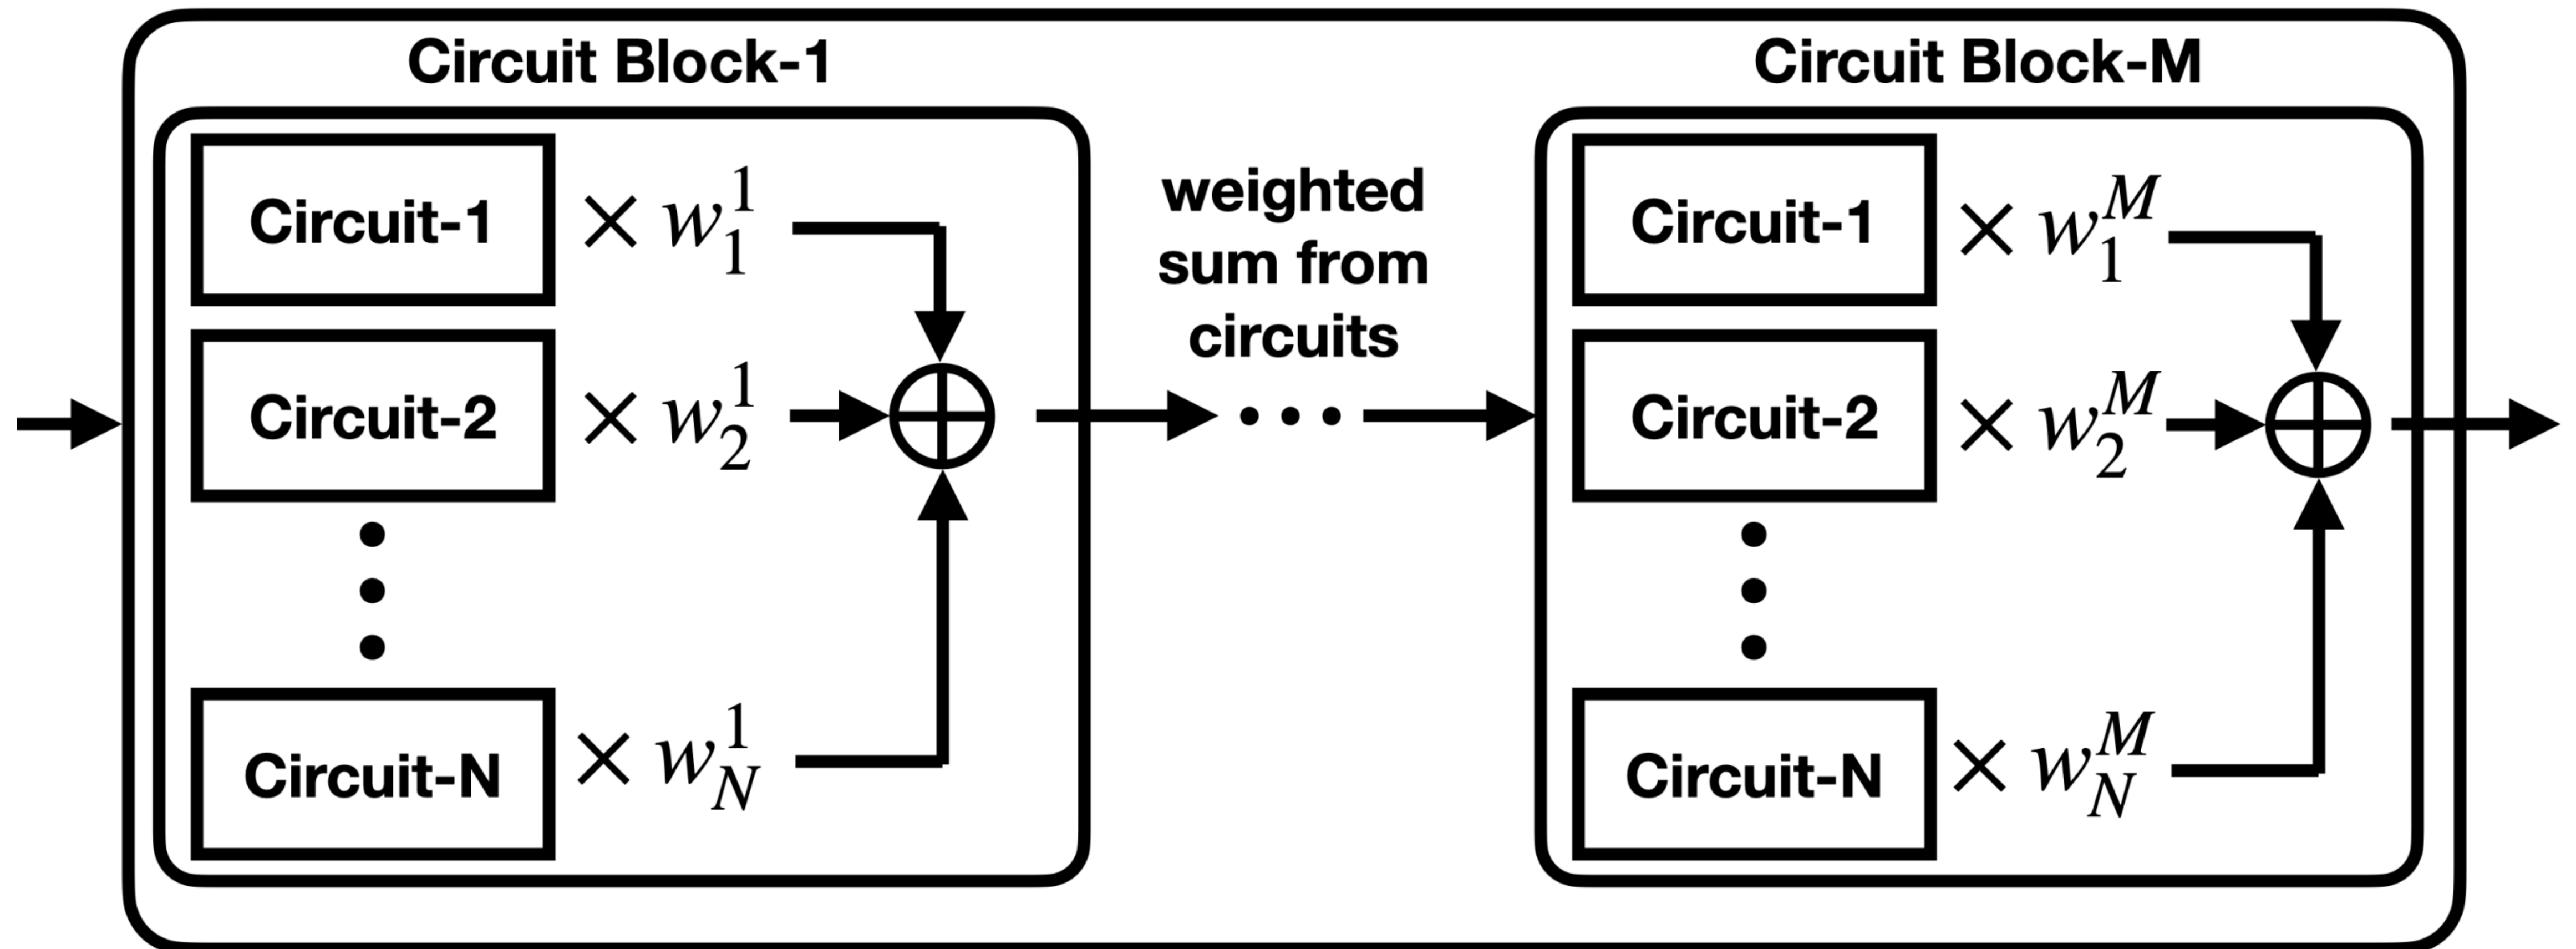 Circuit Block-1
Circuit-1 × w_1^1
Circuit-2 × w_2^1
Circuit-N × w_N^1
weighted
sum from
circuits
Circuit Block-M
Circuit-1 × w_1^M
Circuit-2 × w_2^M
Circuit-N × w_N^M